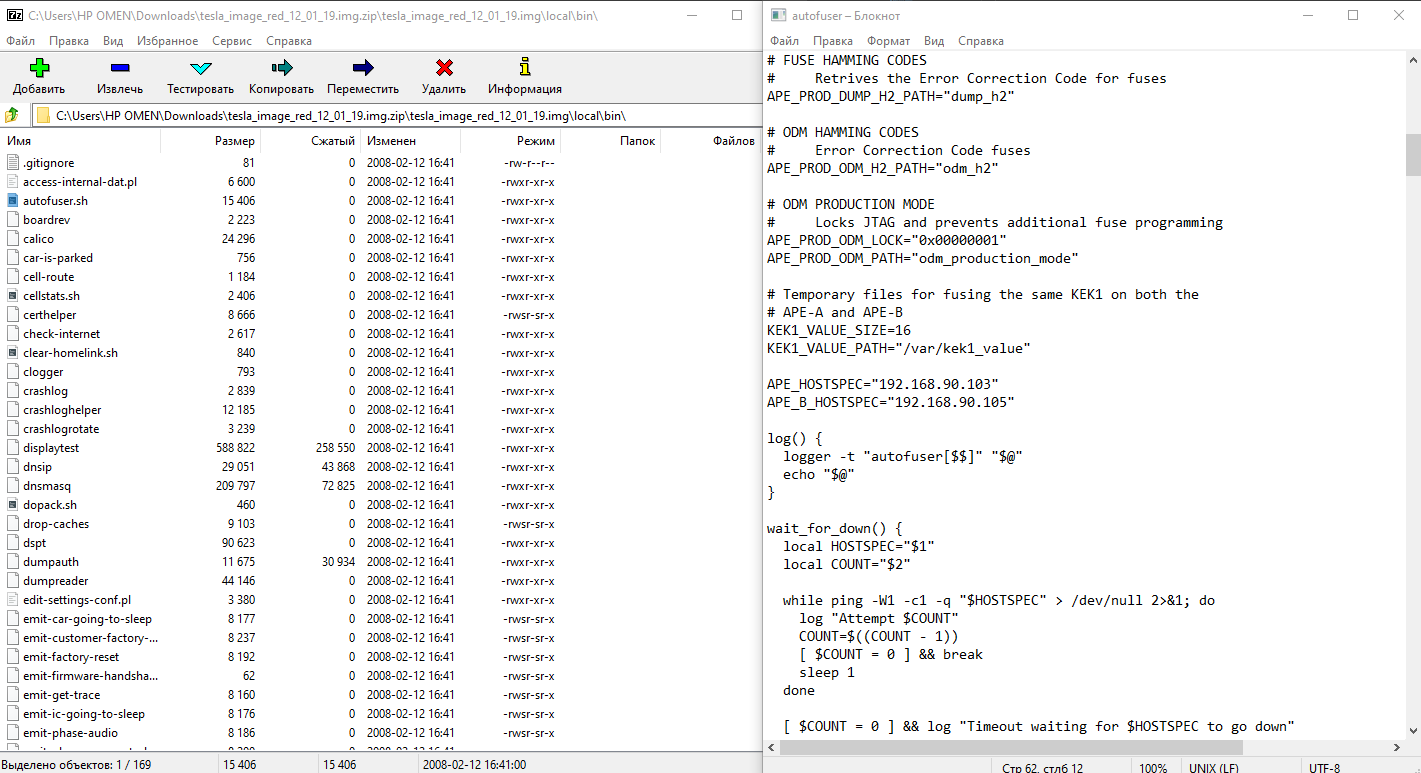 C:\Users\HP OMEN\Downloads\tesla_image_red_12_01_19.img.zip\tesla_image_red_12_01_19.img\local\bin\
Файл Правка Вид Избранное Сервис Справка
Добавить Извлечь Тестировать Копировать Переместить Удалить Информация
C:\Users\HP OMEN\Downloads\tesla_image_red_12_01_19.img.zip\tesla_image_red_12_01_19.img\local\bin\
Имя Размер Сжатый Изменен Режим Папок Файлов
.gitignore 81 0 2008-02-12 16:41 -rw-r--r--
access-internal-dat.pl 6 600 0 2008-02-12 16:41 -rwxr-xr-x
autofuser.sh 15 406 0 2008-02-12 16:41 -rwxr-xr-x
boardrev 2 223 0 2008-02-12 16:41 -rwxr-xr-x
calico 24 296 0 2008-02-12 16:41 -rwxr-xr-x
car-is-parked 756 0 2008-02-12 16:41 -rwxr-xr-x
cell-route 1 184 0 2008-02-12 16:41 -rwxr-xr-x
cellstats.sh 2 406 0 2008-02-12 16:41 -rwxr-xr-x
certhelper 8 666 0 2008-02-12 16:41 -rwsr-sr-x
check-internet 2 617 0 2008-02-12 16:41 -rwxr-xr-x
clear-homelink.sh 840 0 2008-02-12 16:41 -rwxr-xr-x
clogger 793 0 2008-02-12 16:41 -rwxr-xr-x
crashlog 2 839 0 2008-02-12 16:41 -rwxr-xr-x
crashloghelper 12 185 0 2008-02-12 16:41 -rwxr-xr-x
crashlogrotate 3 239 0 2008-02-12 16:41 -rwxr-xr-x
displaytest 588 822 258 550 2008-02-12 16:41 -rwxr-xr-x
dnsip 29 051 43 868 2008-02-12 16:41 -rwxr-xr-x
dnsmasq 209 797 72 825 2008-02-12 16:41 -rwxr-xr-x
dopack.sh 460 0 2008-02-12 16:41 -rwxr-xr-x
drop-caches 9 103 0 2008-02-12 16:41 -rwsr-sr-x
dspt 90 623 0 2008-02-12 16:41 -rwxr-xr-x
dumpauth 11 675 30 934 2008-02-12 16:41 -rwxr-xr-x
dumpreader 44 146 0 2008-02-12 16:41 -rwxr-xr-x
edit-settings-conf.pl 3 380 0 2008-02-12 16:41 -rwxr-xr-x
emit-car-going-to-sleep 8 177 0 2008-02-12 16:41 -rwsr-sr-x
emit-customer-factory-... 8 237 0 2008-02-12 16:41 -rwsr-sr-x
emit-factory-reset 8 192 0 2008-02-12 16:41 -rwsr-sr-x
emit-firmware-handsha... 62 0 2008-02-12 16:41 -rwxr-xr-x
emit-get-trace 8 160 0 2008-02-12 16:41 -rwsr-sr-x
emit-ic-going-to-sleep 8 176 0 2008-02-12 16:41 -rwsr-sr-x
emit-phase-audio 8 186 0 2008-02-12 16:41 -rwsr-sr-x
Выделено объектов: 1 / 169 15 406 15 406 2008-02-12 16:41:00
autofuser – Блокнот
Файл Правка Формат Вид Справка
# FUSE HAMMING CODES
#     Retrives the Error Correction Code for fuses
APE_PROD_DUMP_H2_PATH="dump_h2"
# ODM HAMMING CODES
#     Error Correction Code fuses
APE_PROD_ODM_H2_PATH="odm_h2"
# ODM PRODUCTION MODE
#     Locks JTAG and prevents additional fuse programming
APE_PROD_ODM_LOCK="0x00000001"
APE_PROD_ODM_PATH="odm_production_mode"
# Temporary files for fusing the same KEK1 on both the
# APE-A and APE-B
KEK1_VALUE_SIZE=16
KEK1_VALUE_PATH="/var/kek1_value"
APE_HOSTSPEC="192.168.90.103"
APE_B_HOSTSPEC="192.168.90.105"
log() {
  logger -t "autofuser[$$]" "$@"
  echo "$@"
}
wait_for_down() {
  local HOSTSPEC="$1"
  local COUNT="$2"
  while ping -W1 -c1 -q "$HOSTSPEC" > /dev/null 2>&1; do
    log "Attempt $COUNT"
    COUNT=$((COUNT - 1))
    [ $COUNT = 0 ] && break
    sleep 1
  done
  [ $COUNT = 0 ] && log "Timeout waiting for $HOSTSPEC to go down"
Стр 62, стлб 12 100% UNIX (LF) UTF-8